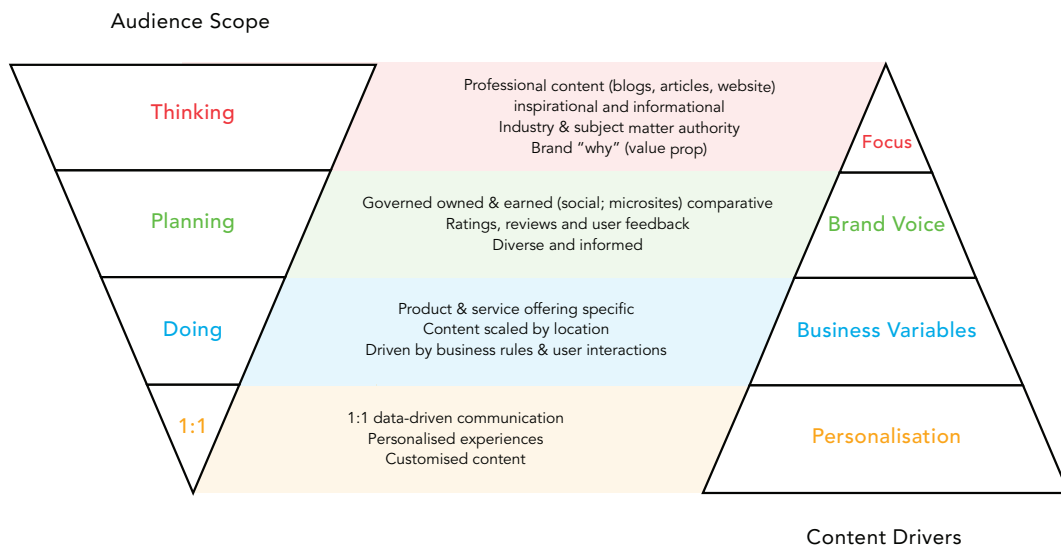 Audience Scope
Thinking
Professional content (blogs, articles, website)
inspirational and informational
Industry & subject matter authority
Brand “why” (value prop)
Focus
Planning
Governed owned & earned (social; microsites) comparative
Ratings, reviews and user feedback
Diverse and informed
Brand Voice
Doing
Product & service offering specific
Content scaled by location
Driven by business rules & user interactions
Business Variables
1:1
1:1 data-driven communication
Personalised experiences
Customised content
Personalisation
Content Drivers